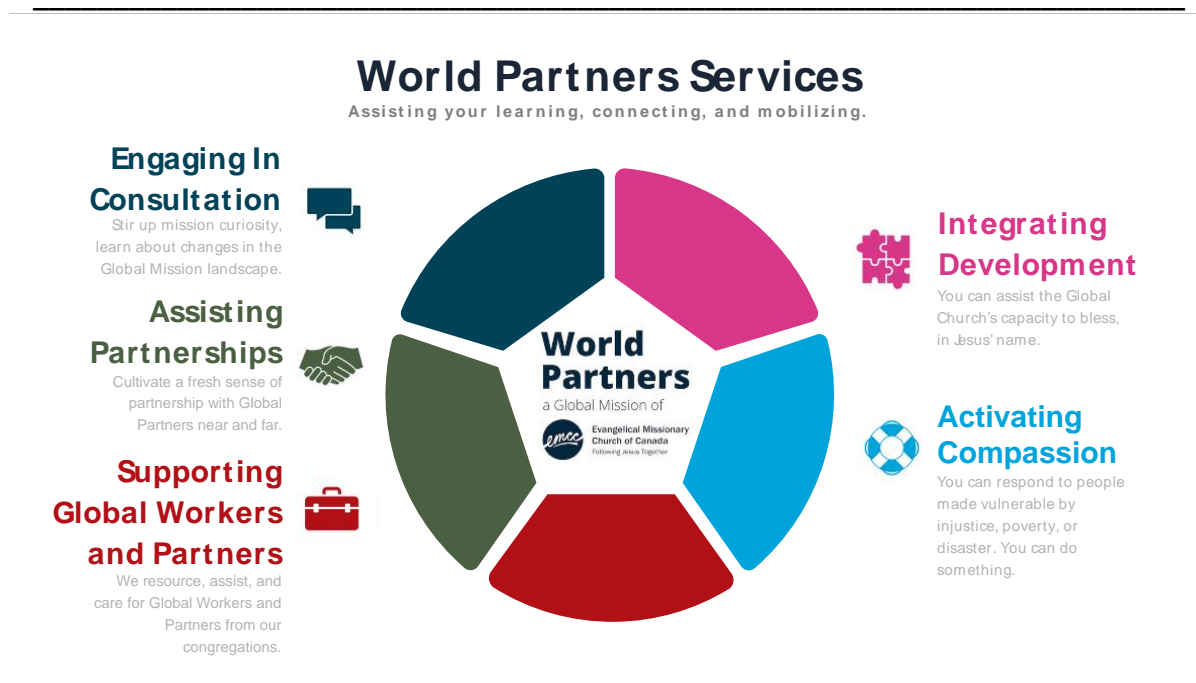 World Partners Services
Assisting your learning, connecting, and mobilizing.
Engaging In
Consultation
Stir up mission curiosity,
learn about changes in the
Global Mission landscape.
Assisting
Partnerships
Cultivate a fresh sense of
partnership with Global
Partners near and far.
Supporting
Global Workers
and Partners
We resource, assist, and
care for Global Workers and
Partners from our
congregations.
World
Partners
a Global Mission of
emcc
Evangelical Missionary
Church of Canada
Following Jesus Together
Integrating
Development
You can assist the Global
Church's capacity to bless,
in Jesus' name.
Activating
Compassion
You can respond to people
made vulnerable by
injustice, poverty, or
disaster. You can do
something.